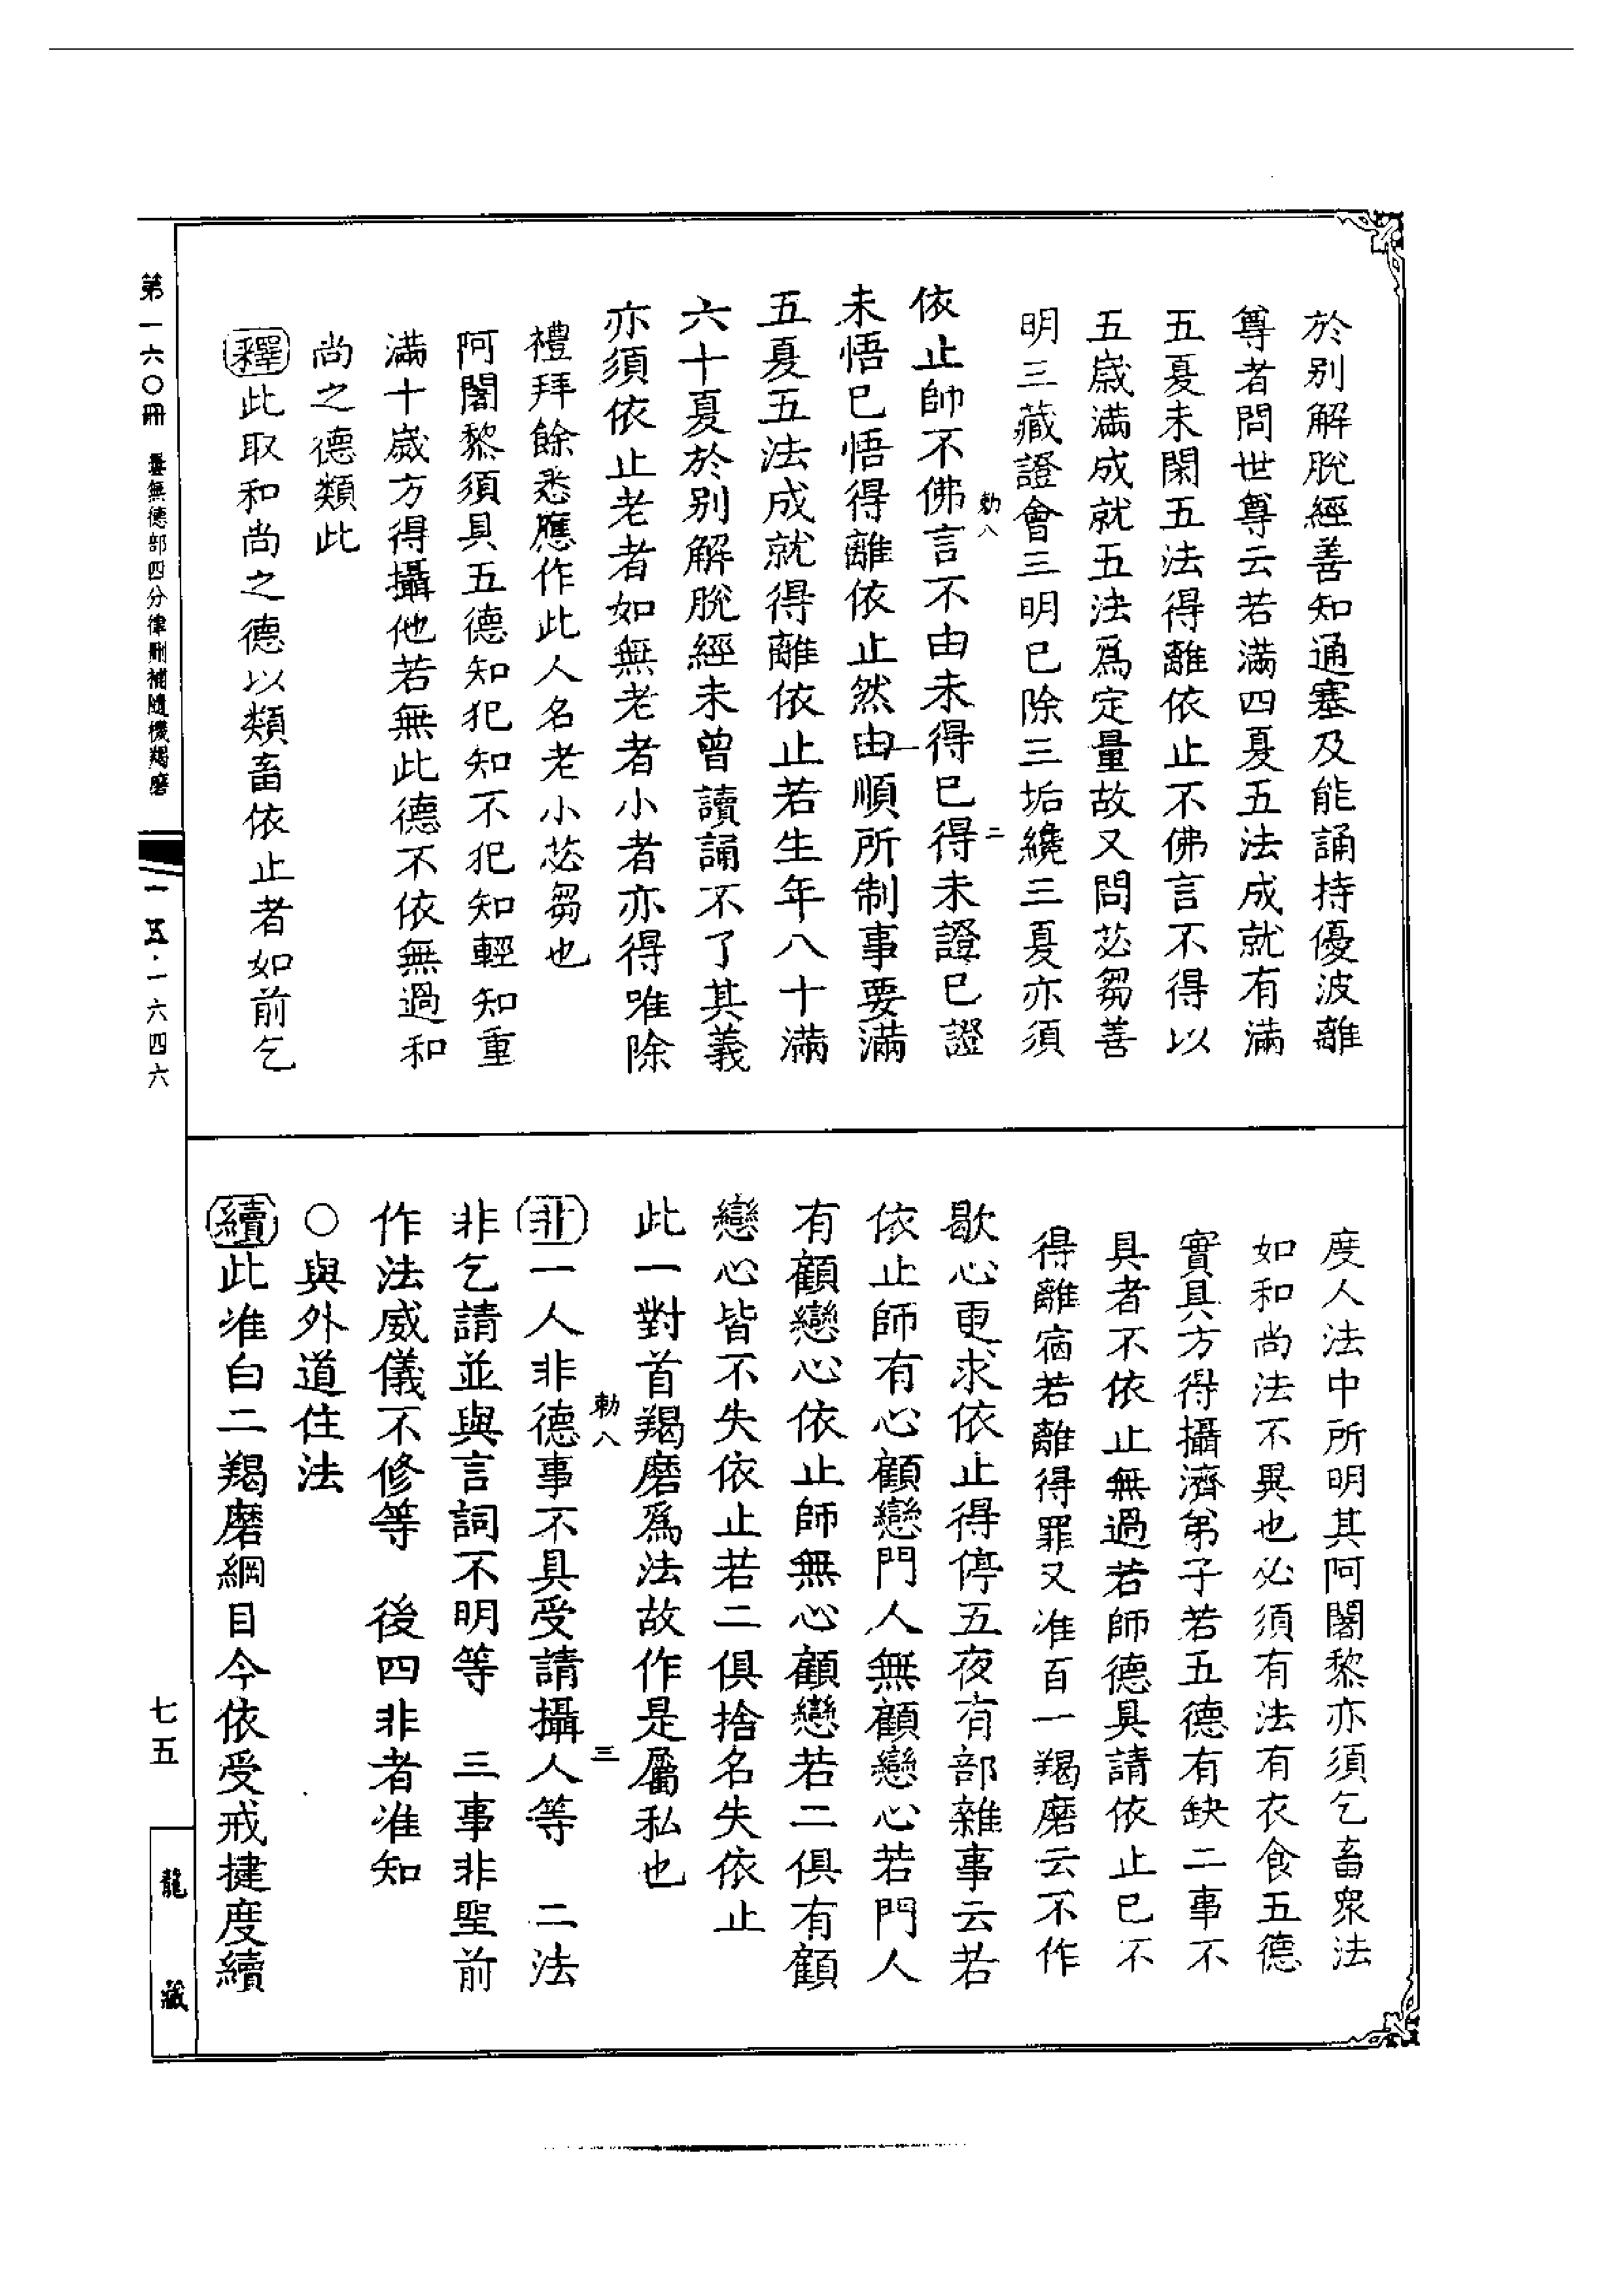 於别解脫經善知通塞及能誦持優波離
尊者問世尊云若滿四夏五法成就有滿
五夏未閑五法得離依止不佛言不得以
五歲滿成就五法爲定量故又問苾芻善
明三藏證會三明已除三垢纔三夏亦須
依止師不佛言不由未得已得未證已證
勅八
二
未悟已悟得離依止然由順所制事要滿
五夏五法成就得離依止若生年八十滿
六十夏於别解脫經未曾讀誦不了其義
亦須依止老者如無老者小者亦得唯除
禮拜餘悉應作此人名老小苾芻也
阿闍黎須具五德知犯知不犯知輕知重
滿十歲方得攝他若無此德不依無過和
尚之德類此
釋此取和尚之德以類畜依止者如前乞
度人法中所明其阿闍黎亦須乞畜衆法
如和尚法不異也必須有法有衣食五德
實具方得攝濟弟子若五德有缺二事不
具者不依止無過若師德具請依止已不
得離宿若離得罪又准百一羯磨云不作
歇心更求依止得停五夜有部雜事云若
依止師有心顧戀門人無顧戀心若門人
有顧戀心依止師無心顧戀若二俱有顧
戀心皆不失依止若二俱捨名失依止
此一對首羯磨爲法故作是屬私也
勅八
三
非一人非德事不具受請攝人等　二法
非乞請並與言詞不明等　三事非聖前
作法威儀不修等　後四非者准知
○與外道住法
續此准白二羯磨綱目今依受戒揵度續
第一六〇冊　曇無德部四分律刪補隨機羯磨
一五·一六四六
七五
龍藏